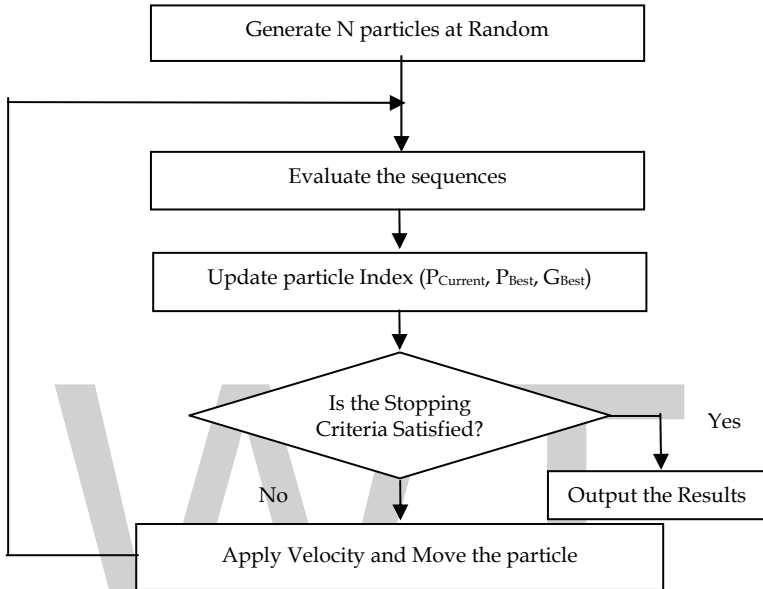 Generate N particles at Random
Evaluate the sequences
Update particle Index (PCurrent, PBest, GBest)
Is the Stopping
Criteria Satisfied?
Yes
No
Output the Results
Apply Velocity and Move the particle